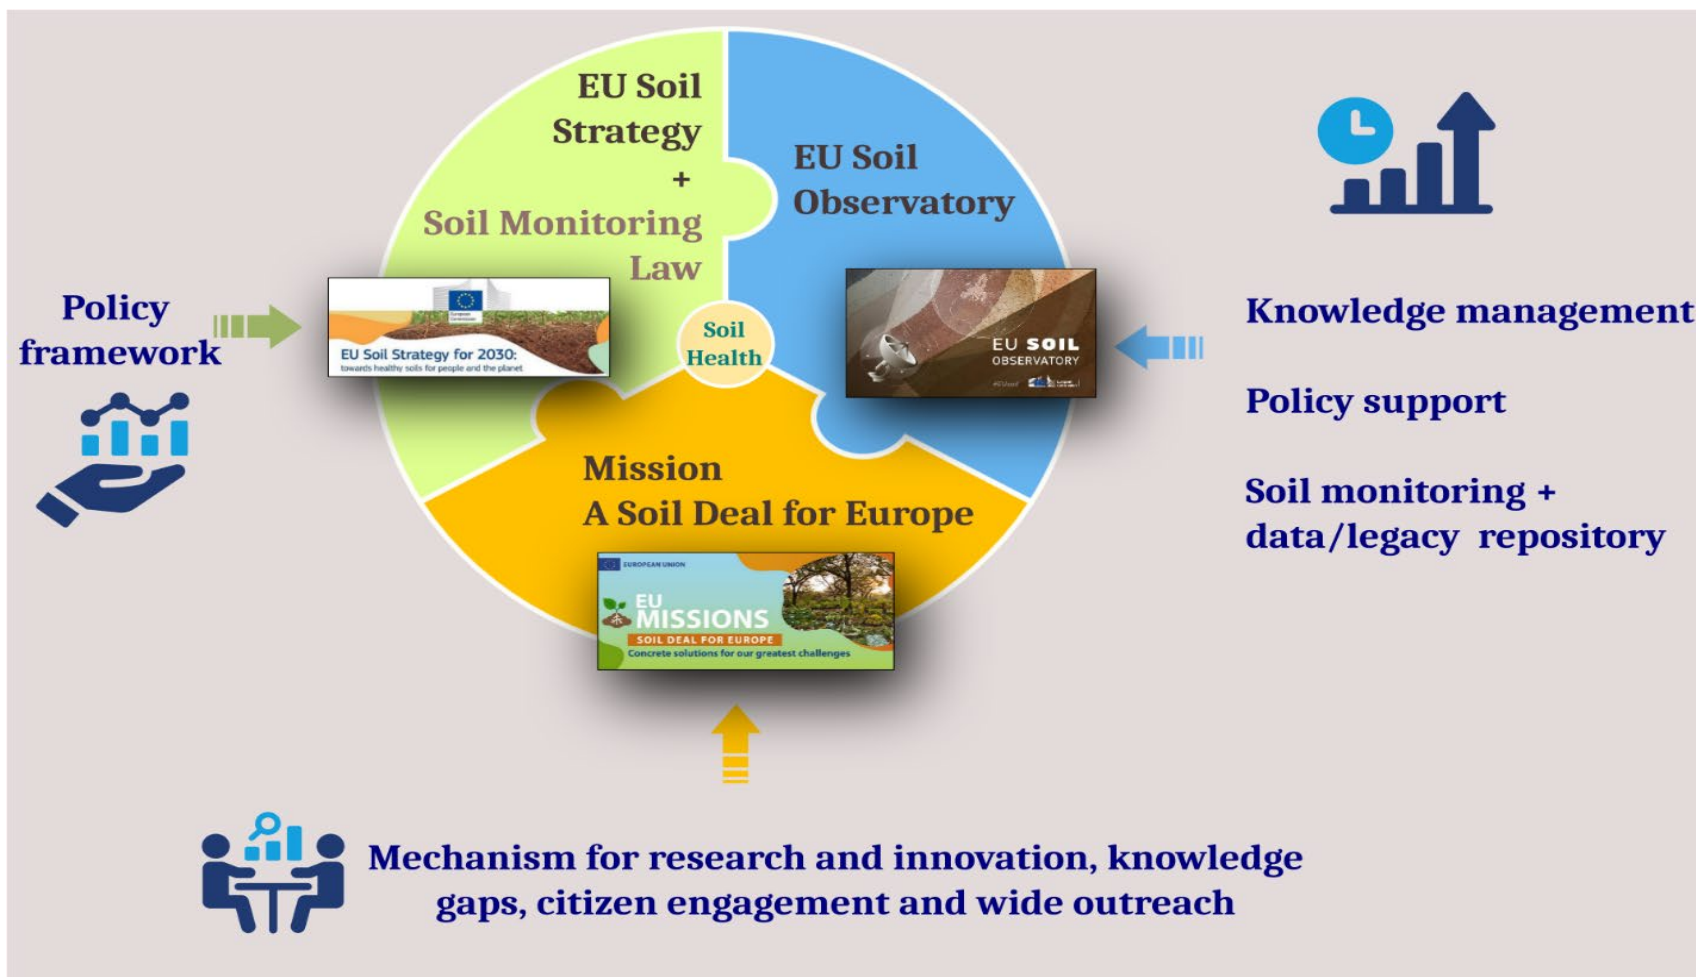 EU Soil
Strategy
+
Soil Monitoring
Law
EU Soil
Observatory
Policy
framework
European
Commission
EU Soil Strategy for 2030:
towards healthy soils for people and the planet
Soil
Health
EU SOIL
OBSERVATORY
Knowledge management
Policy support
Soil monitoring +
data/legacy repository
Mission
A Soil Deal for Europe
EUROPEAN UNION
EU
MISSIONS
SOIL DEAL FOR EUROPE
Concrete solutions for our greatest challenges
Mechanism for research and innovation, knowledge
gaps, citizen engagement and wide outreach